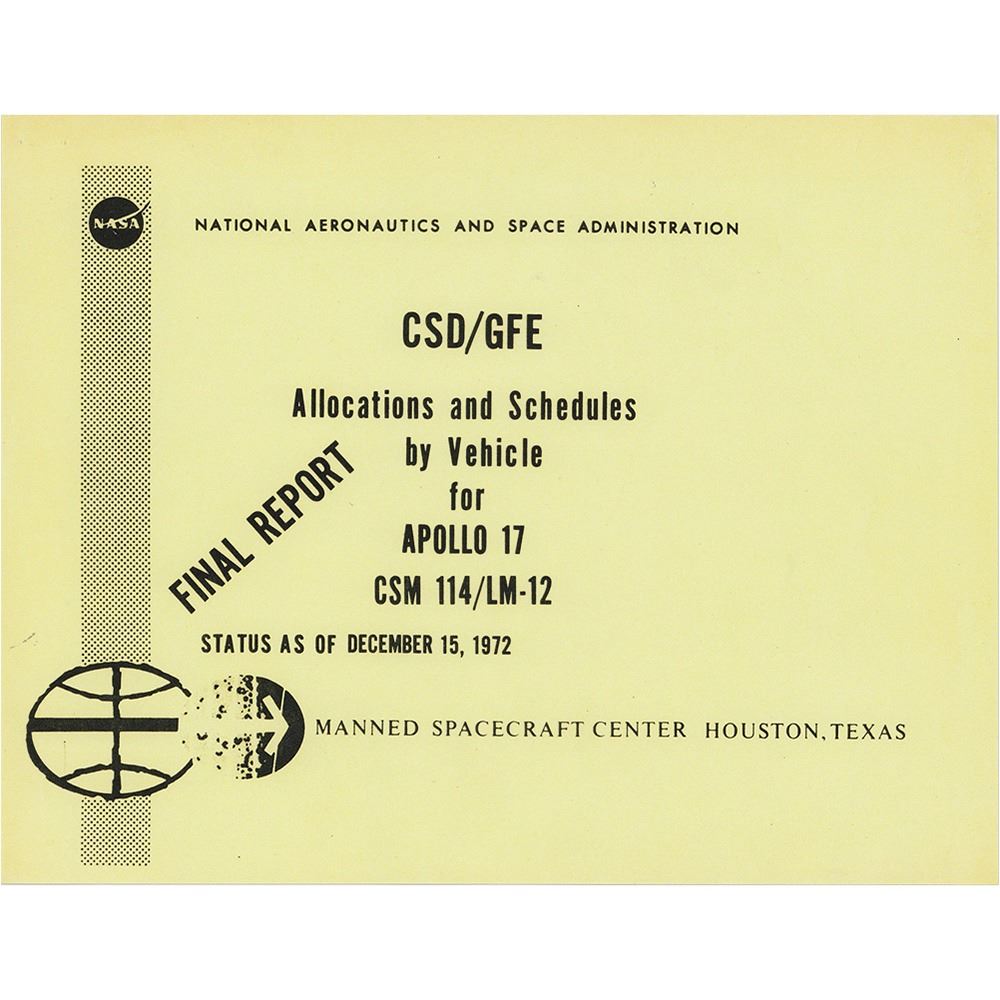 NASA
NATIONAL AERONAUTICS AND SPACE ADMINISTRATION
CSD/GFE
Allocations and Schedules
by Vehicle
for
APOLLO 17
CSM 114/LM-12
FINAL REPORT
STATUS AS OF DECEMBER 15, 1972
MANNED SPACECRAFT CENTER HOUSTON, TEXAS